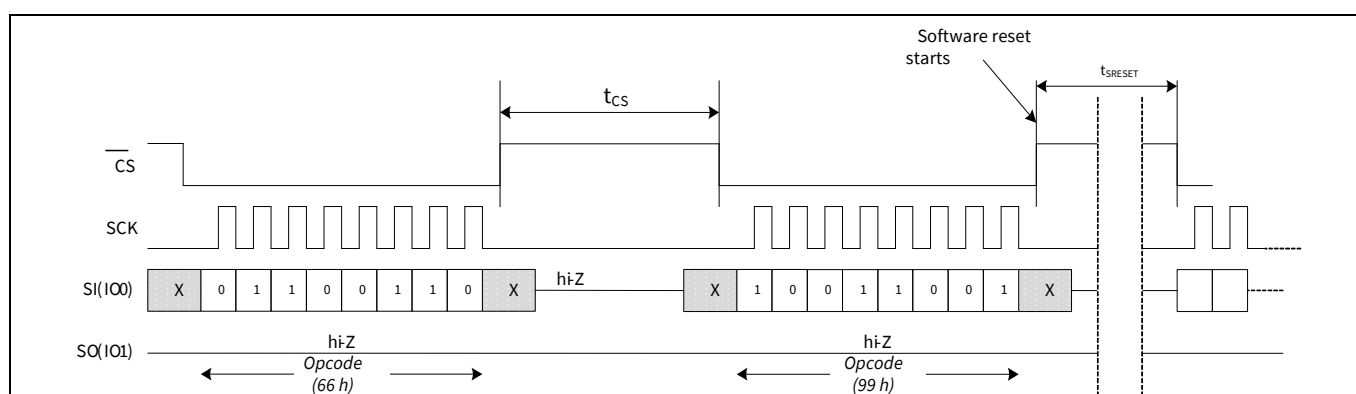 Software reset
starts
tSRESET
tCS
CS
SCK
SI(IO0) X 0 1 1 0 0 1 1 0 X hi-Z X 1 0 0 1 1 0 0 1 X
SO(IO1) hi-Z hi-Z
Opcode Opcode
(66 h) (99 h)